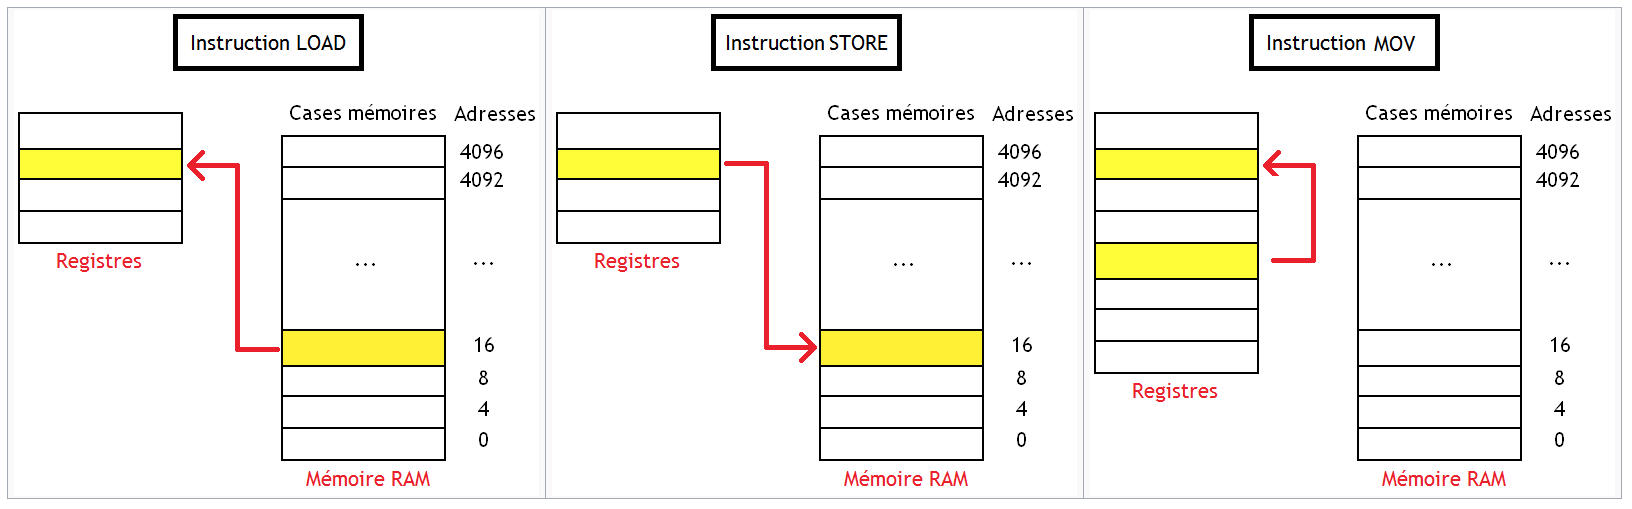 Instruction LOAD
Cases mémoires Adresses
4096
4092
... ...
16
8
4
0
Registres
Mémoire RAM
Instruction STORE
Cases mémoires Adresses
4096
4092
... ...
16
8
4
0
Registres
Mémoire RAM
Instruction MOV
Cases mémoires Adresses
4096
4092
... ...
16
8
4
0
Registres
Mémoire RAM